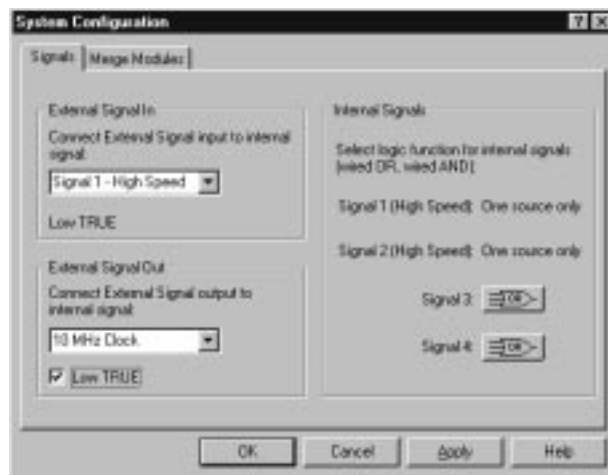 System Configuration
Signals
Merge Modules
External Signal In
Connect External Signal input to internal
signal:
Signal 1 - High Speed
Low TRUE
External Signal Out
Connect External Signal output to
internal signal:
10 MHz Clock
Low TRUE
Internal Signals
Select logic function for internal signals
(wired OR, wired AND):
Signal 1 (High Speed): One source only
Signal 2 (High Speed): One source only
Signal 3:
OR
Signal 4:
OR
OK
Cancel
Apply
Help